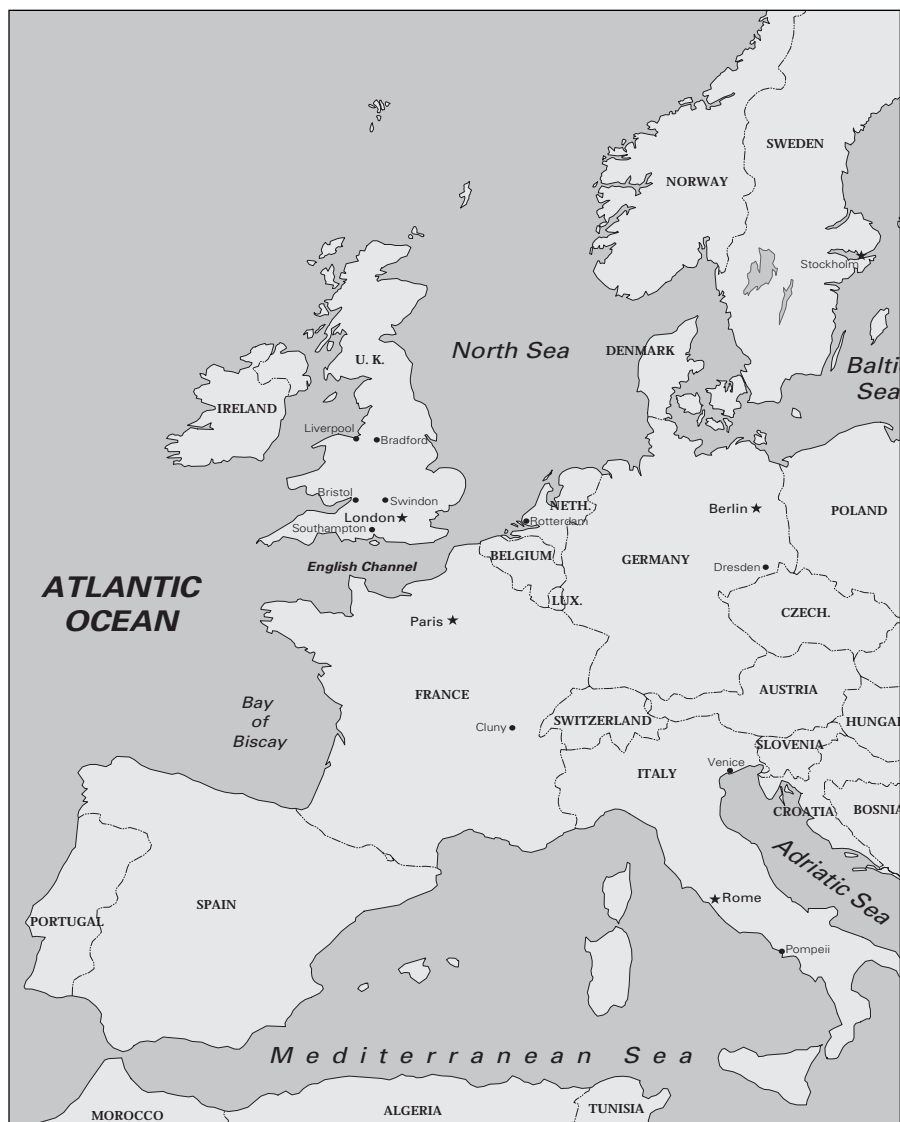 SWEDEN
NORWAY
Stockholm
North Sea
DENMARK
U. K.
Balti
Sea
IRELAND
Liverpool
Bradford
Bristol
Swindon
NETH.
Berlin
POLAND
London
Rotterdam
Southampton
BELGIUM
GERMANY
English Channel
Dresden
ATLANTIC
OCEAN
LUX.
CZECH.
Paris
FRANCE
AUSTRIA
Bay
of
Biscay
SWITZERLAND
HUNGA
Cluny
SLOVENIA
Venice
ITALY
CROATIA
BOSNIA
Adriatic Sea
SPAIN
Rome
PORTUGAL
Pompeii
Mediterranean Sea
MOROCCO
ALGERIA
TUNISIA